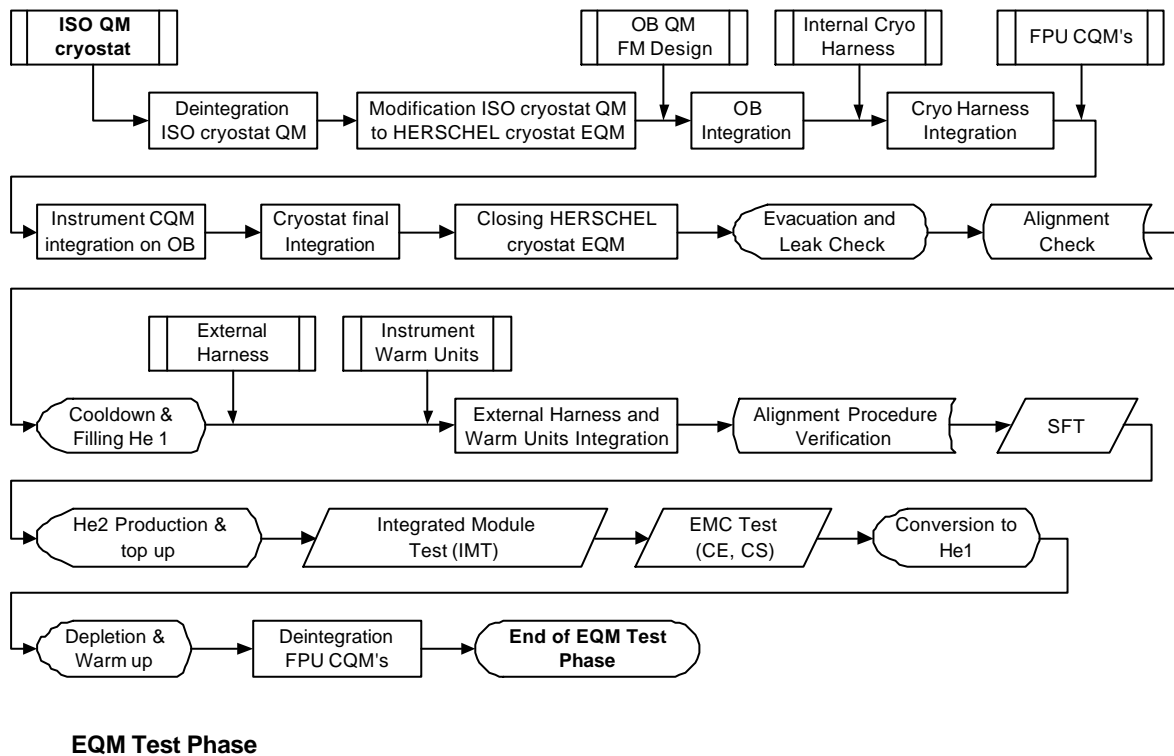 ISO QM
cryostat
OB QM
FM Design
Internal Cryo
Harness
FPU CQM's
Deintegration
ISO cryostat QM
Modification ISO cryostat QM
to HERSCHEL cryostat EQM
OB
Integration
Cryo Harness
Integration
Instrument CQM
integration on OB
Cryostat final
Integration
Closing HERSCHEL
cryostat EQM
Evacuation and
Leak Check
Alignment
Check
External
Harness
Instrument
Warm Units
Cooldown &
Filling He 1
External Harness and
Warm Units Integration
Alignment Procedure
Verification
SFT
He2 Production &
top up
Integrated Module
Test (IMT)
EMC Test
(CE, CS)
Conversion to
He1
Depletion &
Warm up
Deintegration
FPU CQM's
End of EQM Test
Phase
EQM Test Phase